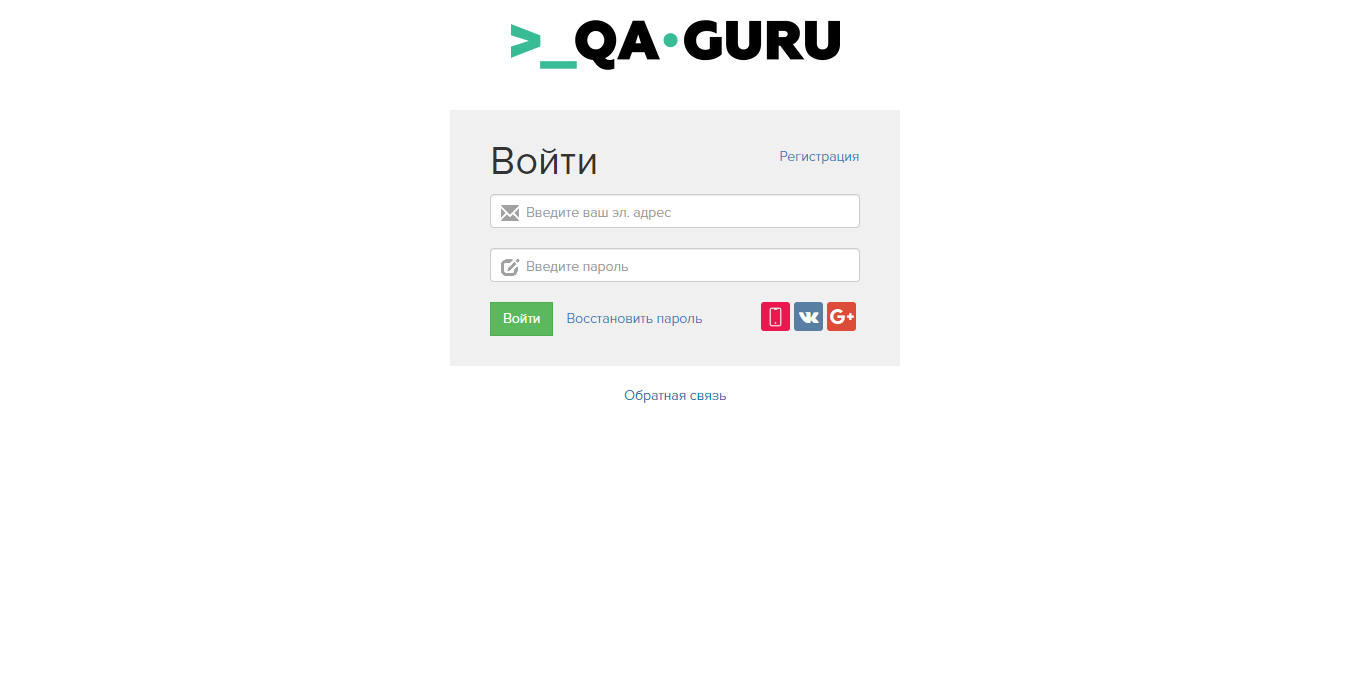 >_QA•GURU
Войти
Регистрация
Введите ваш эл. адрес
Введите пароль
Войти
Восстановить пароль
G+
Обратная связь